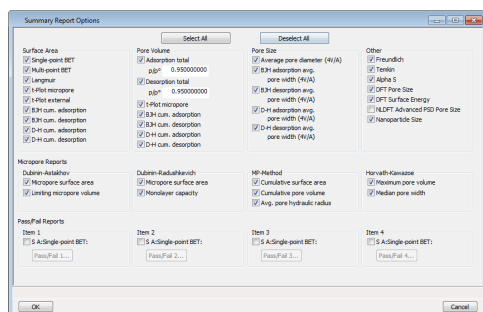 Summary Report Options
Select All
Deselect All
Surface Area
Single-point BET
Multi-point BET
Langmuir
t-Plot micropore
t-Plot external
BJH cum. adsorption
BJH cum. desorption
D-H cum. adsorption
D-H cum. desorption
Pore Volume
Adsorption total
p/p° 0.950000000
Desorption total
p/p° 0.950000000
t-Plot micropore
BJH cum. adsorption
BJH cum. desorption
D-H cum. adsorption
D-H cum. desorption
Pore Size
Average pore diameter (4V/A)
BJH adsorption avg.
pore width (4V/A)
BJH desorption avg.
pore width (4V/A)
D-H adsorption avg.
pore width (4V/A)
D-H desorption avg.
pore width (4V/A)
Other
Freundlich
Temkin
Alpha S
DFT Pore Size
DFT Surface Energy
NLDFT Advanced PSD Pore Size
Nanoparticle Size
Micropore Reports
Dubinin-Astakhov
Micropore surface area
Limiting micropore volume
Dubinin-Radushkevich
Micropore surface area
Monolayer capacity
MP-Method
Cumulative surface area
Cumulative pore volume
Avg. pore hydraulic radius
Horvath-Kawazoe
Maximum pore volume
Median pore width
Pass/Fail Reports
Item 1
S A:Single-point BET:
Pass/Fail 1...
Item 2
S A:Single-point BET:
Pass/Fail 2...
Item 3
S A:Single-point BET:
Pass/Fail 3...
Item 4
S A:Single-point BET:
Pass/Fail 4...
OK
Cancel